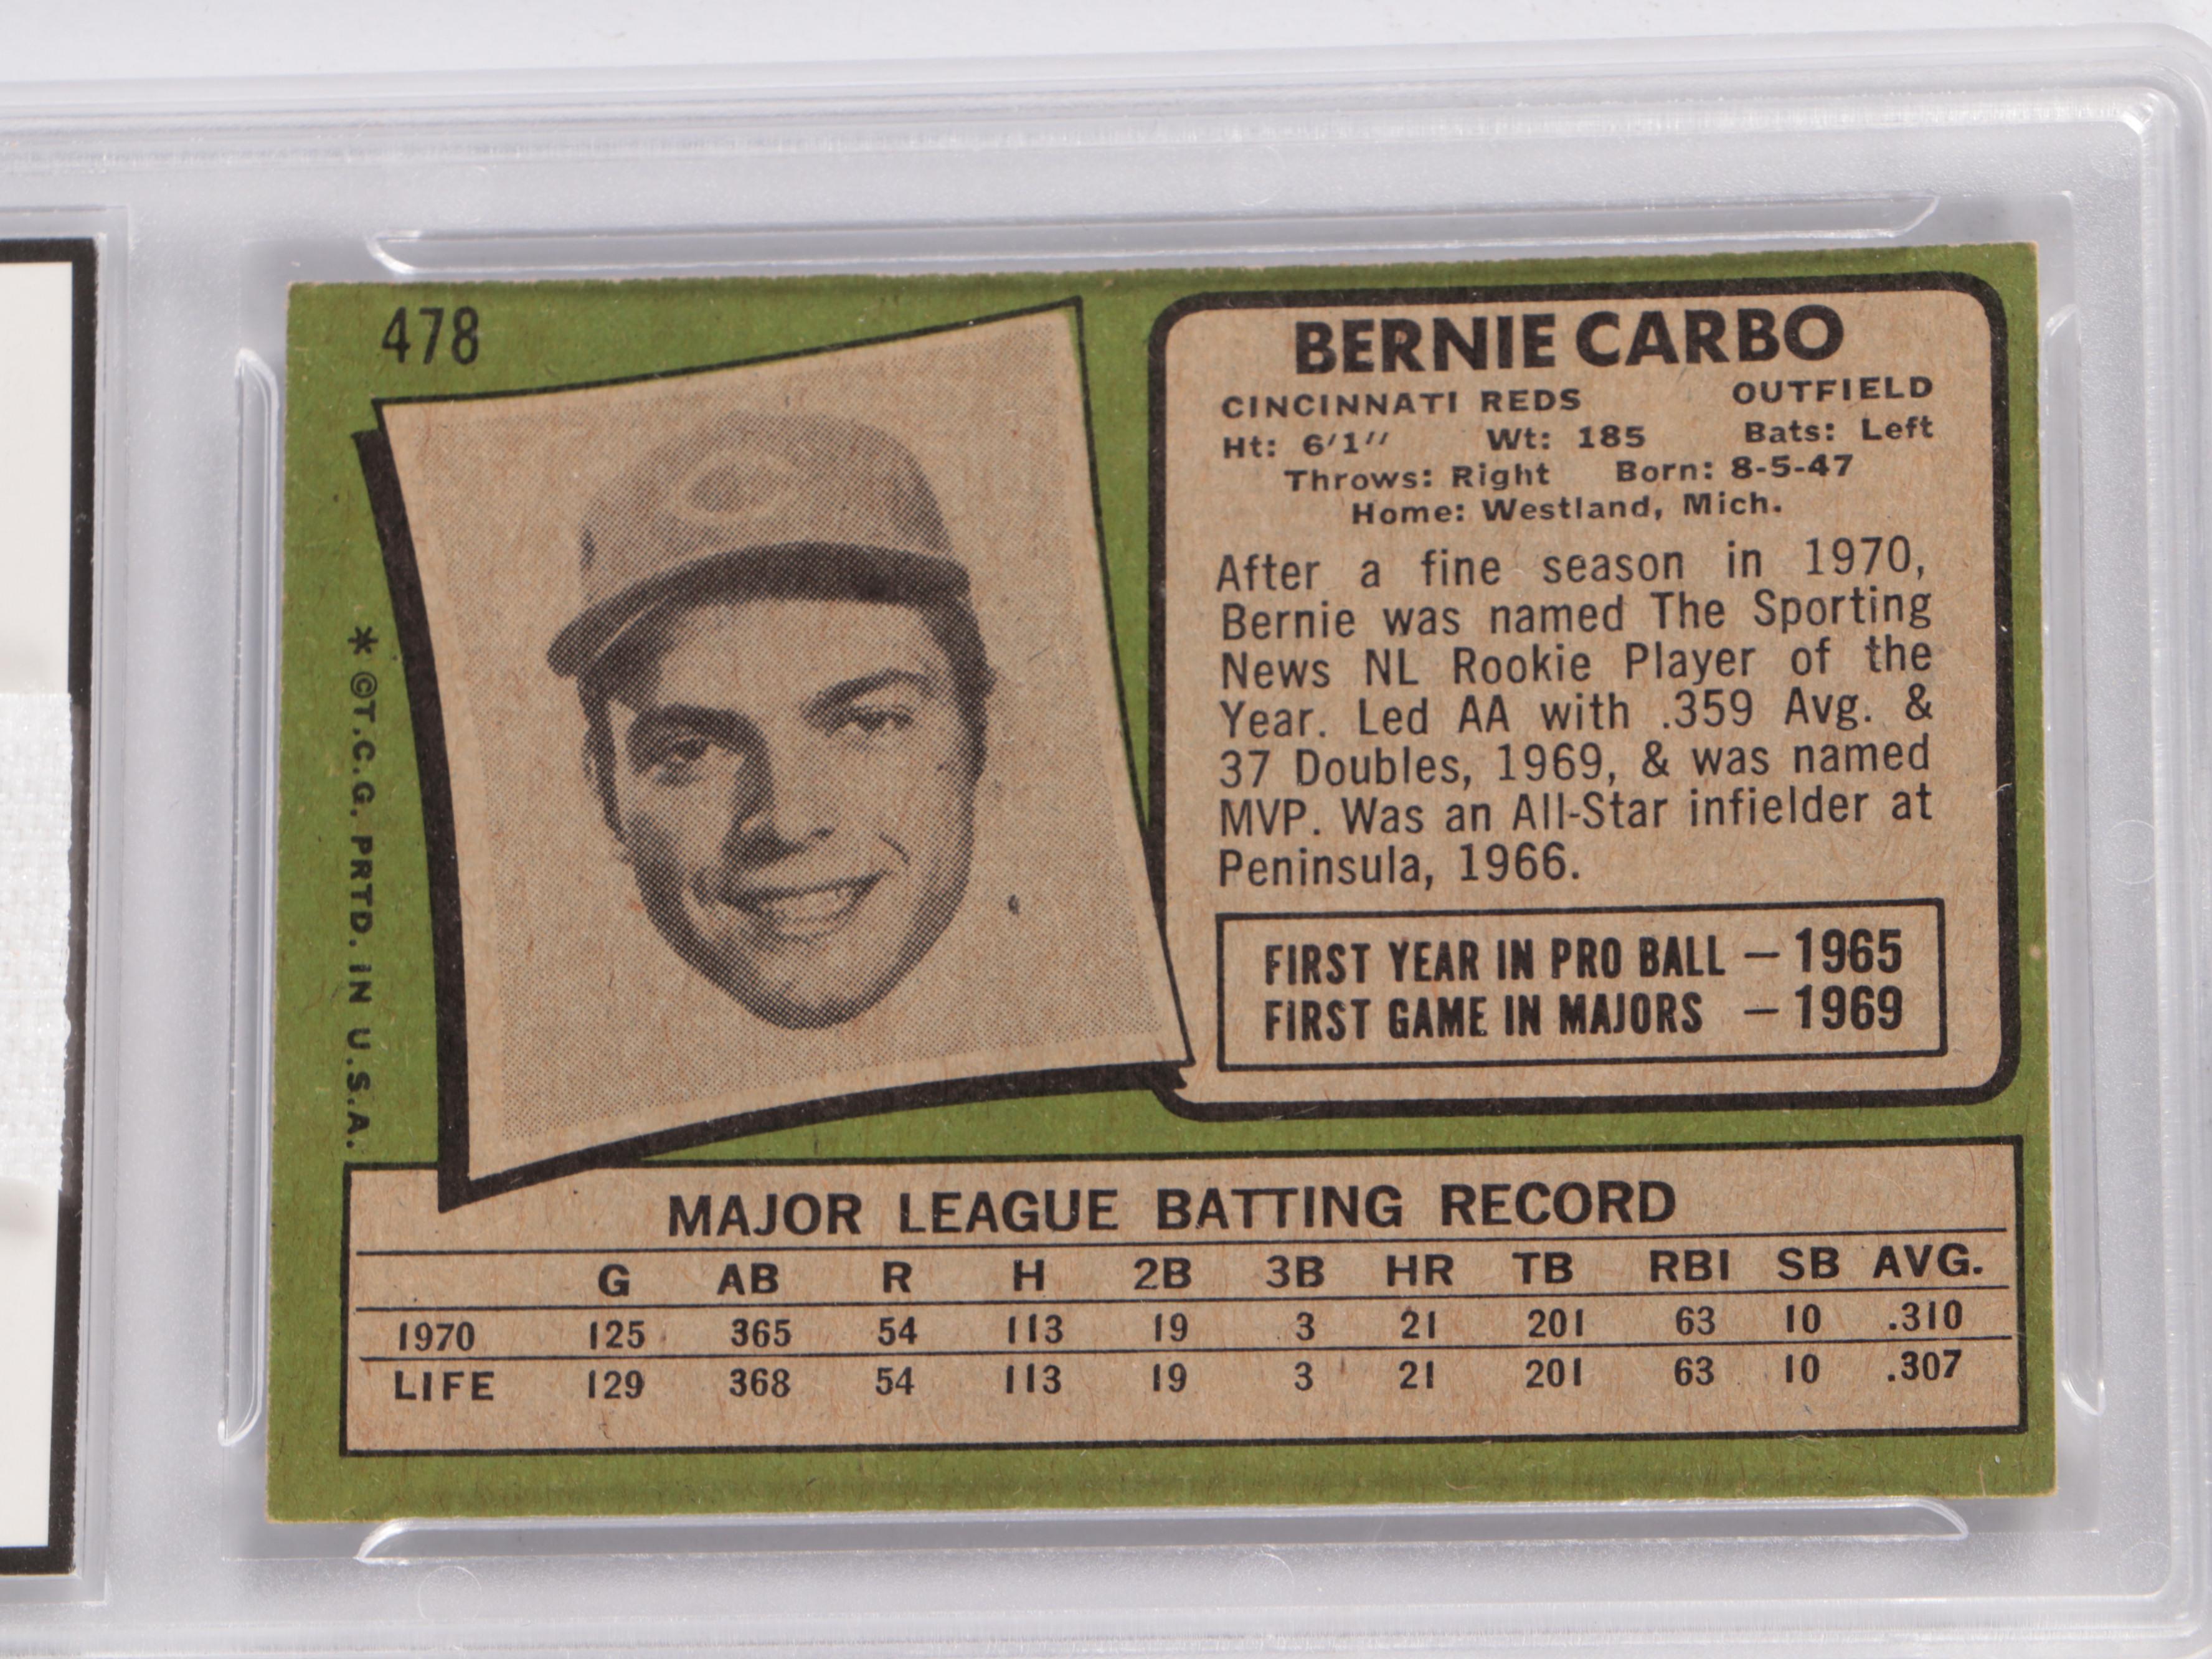 478
BERNIE CARBO
CINCINNATI REDS OUTFIELD
Ht: 6'1" Wt: 185 Bats: Left
Throws: Right Born: 8-5-47
Home: Westland, Mich.
After a fine season in 1970,
Bernie was named The Sporting
News NL Rookie Player of the
Year. Led AA with .359 Avg. &
37 Doubles, 1969, & was named
MVP. Was an All-Star infielder at
Peninsula, 1966.
FIRST YEAR IN PRO BALL — 1965
FIRST GAME IN MAJORS — 1969
* ©T.C.G. PRTD. IN U.S.A.
MAJOR LEAGUE BATTING RECORD
G AB R H 2B 3B HR TB RBI SB AVG.
1970 125 365 54 113 19 3 21 201 63 10 .310
LIFE 129 368 54 113 19 3 21 201 63 10 .307